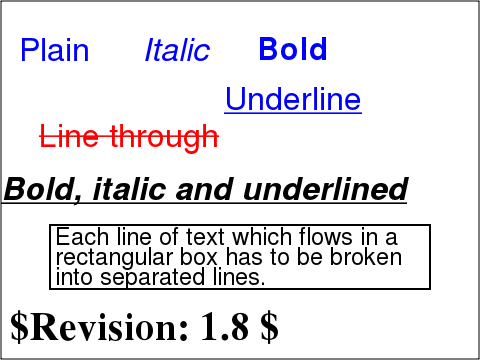 Plain Italic Bold
Underline
Line through
Bold, italic and underlined
Each line of text which flows in a
rectangular box has to be broken
into separated lines.
$Revision: 1.8 $